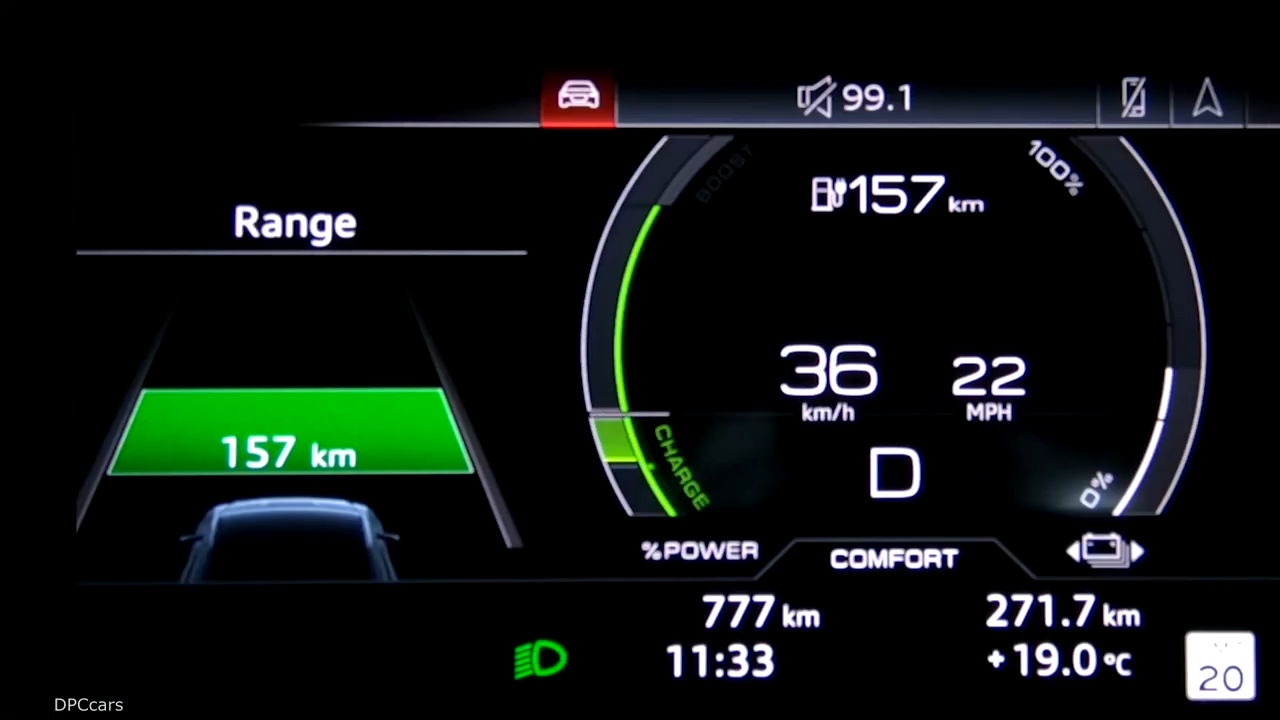 99.1
BOOST
100%
157 km
Range
36
22
km/h
MPH
157 km
CHARGE
D
0%
%POWER
COMFORT
777 km
271.7 km
11:33
+19.0 °C
20
DPCcars